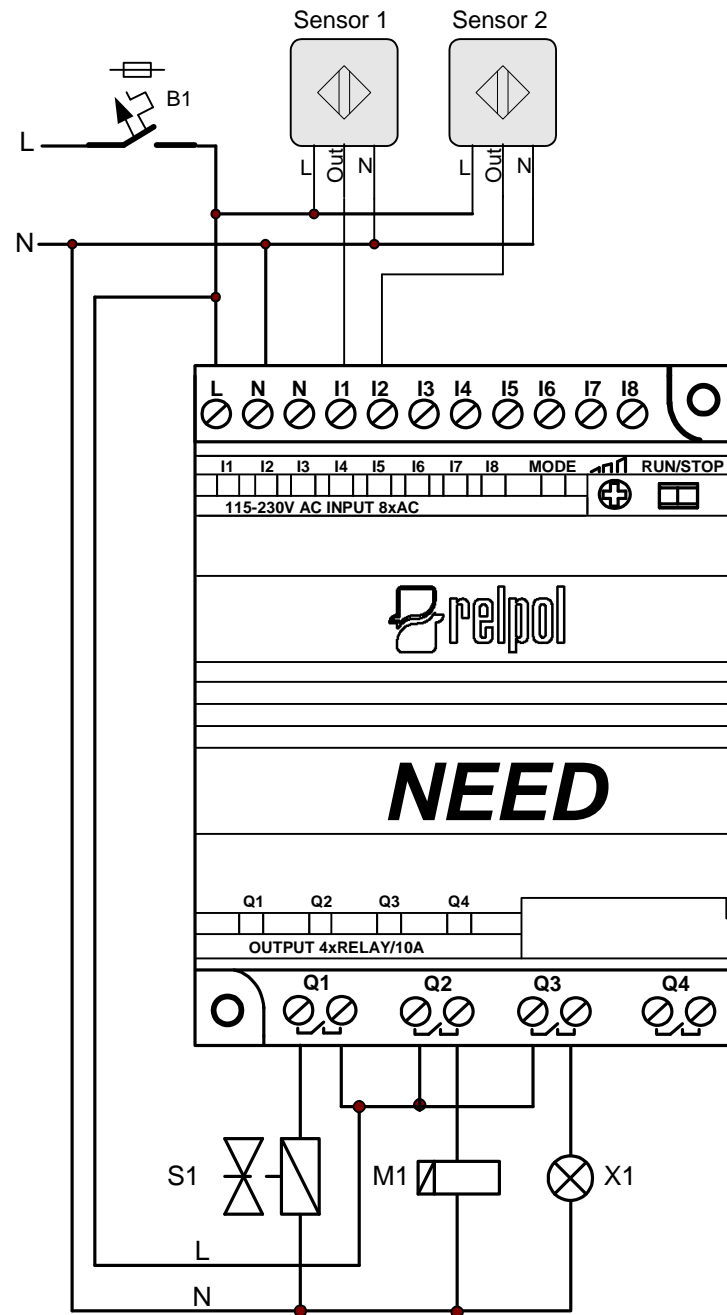 Sensor 1 Sensor 2
B1
L
L Out N L Out N
N
L N N I1 I2 I3 I4 I5 I6 I7 I8
I1 I2 I3 I4 I5 I6 I7 I8 MODE RUN/STOP
115-230V AC INPUT 8xAC
relpol
NEED
Q1 Q2 Q3 Q4
OUTPUT 4xRELAY/10A
Q1 Q2 Q3 Q4
S1 M1 X1
L
N